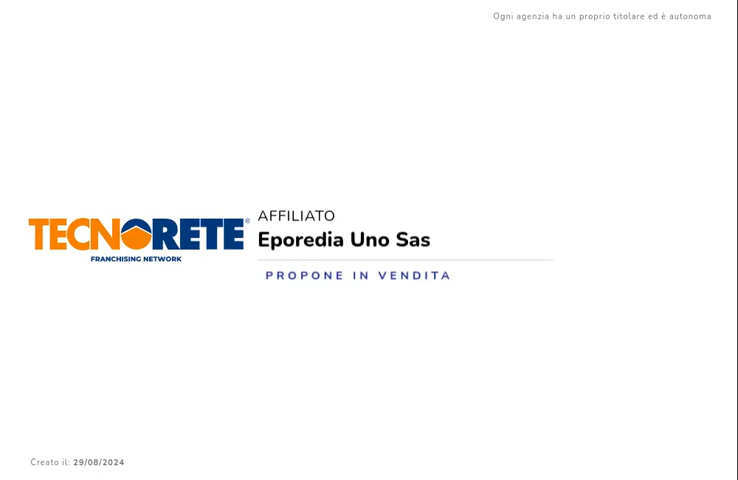 Ogni agenzia ha un proprio titolare ed è autonoma
TECNORETE®
FRANCHISING NETWORK
AFFILIATO
Eporedia Uno Sas
PROPONE IN VENDITA
Creato il: 29/08/2024